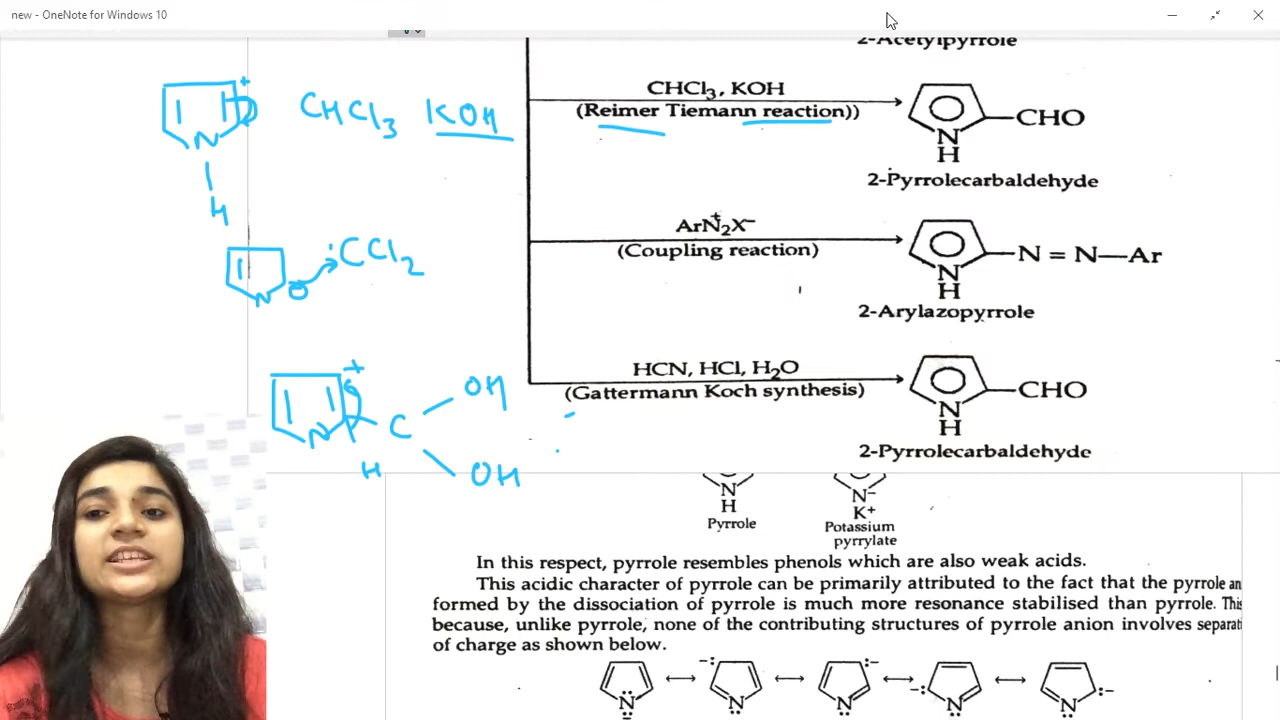 new - OneNote for Windows 10
2-Acetylpyrrole
CHCl₃, KOH
(Reimer Tiemann reaction))
CHO
N
H
2-Pyrrolecarbaldehyde
ArN₂⁺X⁻
(Coupling reaction)
N = N—Ar
N
H
2-Arylazopyrrole
HCN, HCl, H₂O
(Gattermann Koch synthesis)
CHO
N
H
2-Pyrrolecarbaldehyde
+
CHCl₃ KOH
N
H
:CCl₂
N
+
OH
C
N
H
OH
N
H
Pyrrole
N⁻
K⁺
Potassium
pyrrylate
In this respect, pyrrole resembles phenols which are also weak acids.
This acidic character of pyrrole can be primarily attributed to the fact that the pyrrole an
formed by the dissociation of pyrrole is much more resonance stabilised than pyrrole. This
because, unlike pyrrole, none of the contributing structures of pyrrole anion involves separati
of charge as shown below.
N N N N N